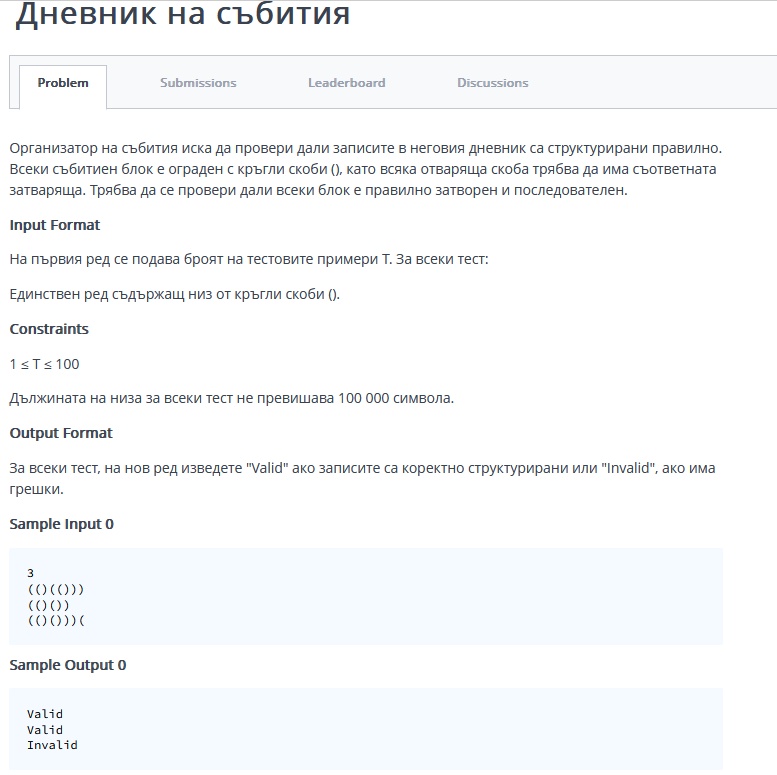 Дневник на събития
Problem
Submissions
Leaderboard
Discussions
Организатор на събития иска да провери дали записите в неговия дневник са структурирани правилно.
Всеки събитиен блок е ограден с кръгли скоби (), като всяка отваряща скоба трябва да има съответната
затваряща. Трябва да се провери дали всеки блок е правилно затворен и последователен.
Input Format
На първия ред се подава броят на тестовите примери T. За всеки тест:
Единствен ред съдържащ низ от кръгли скоби ().
Constraints
1 ≤ T ≤ 100
Дължината на низа за всеки тест не превишава 100 000 символа.
Output Format
За всеки тест, на нов ред изведете "Valid" ако записите са коректно структурирани или "Invalid", ако има
грешки.
Sample Input 0
3
(()(()))
(()())
(()()))(
Sample Output 0
Valid
Valid
Invalid